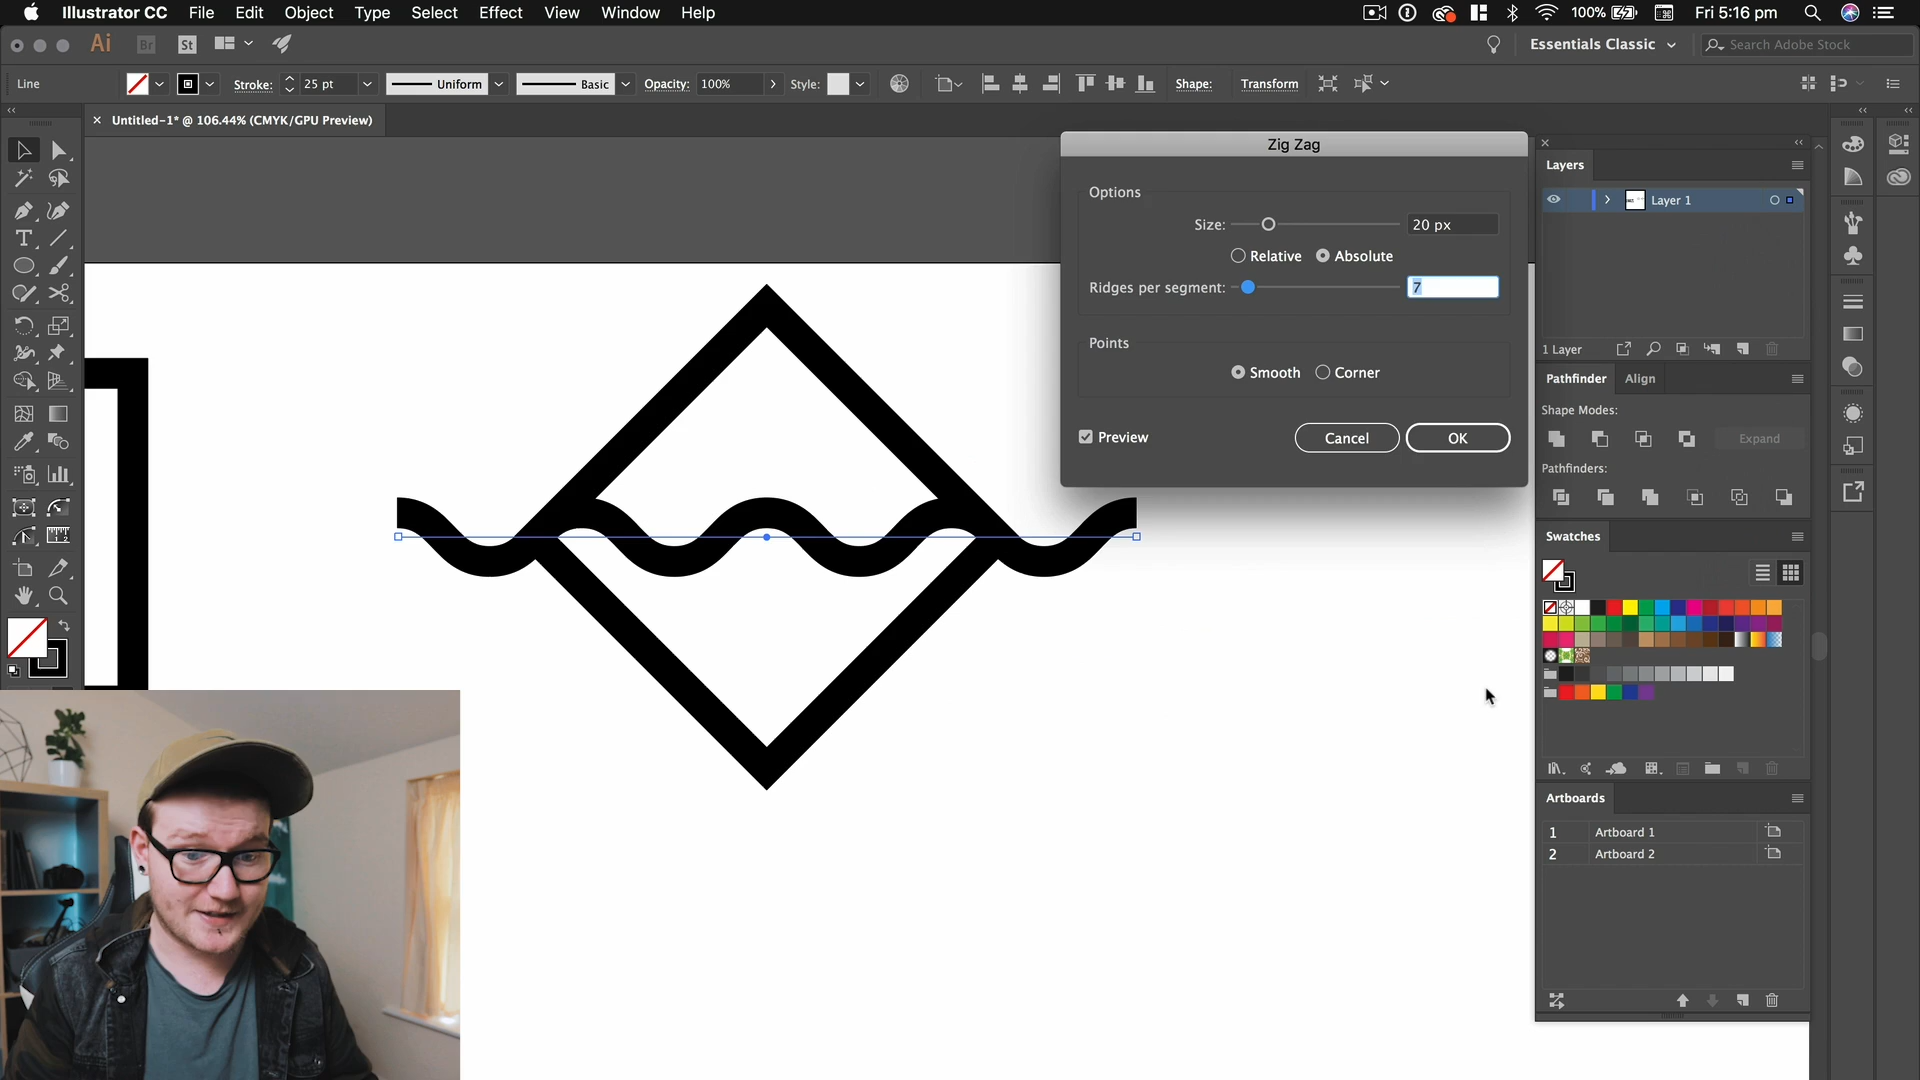 Illustrator CC File Edit Object Type Select Effect View Window Help 100% Fri 5:16 pm
Ai Br St Essentials Classic Search Adobe Stock
Line Stroke: 25 pt Uniform Basic Opacity: 100% Style: Shape: Transform
× Untitled-1* @ 106.44% (CMYK/GPU Preview)
Zig Zag
Options
Size: 20 px
Relative Absolute
Ridges per segment: 7
Points
Smooth Corner
Preview Cancel OK
Layers
Layer 1
1 Layer
Pathfinder Align
Shape Modes:
Expand
Pathfinders:
Swatches
Artboards
1 Artboard 1
2 Artboard 2